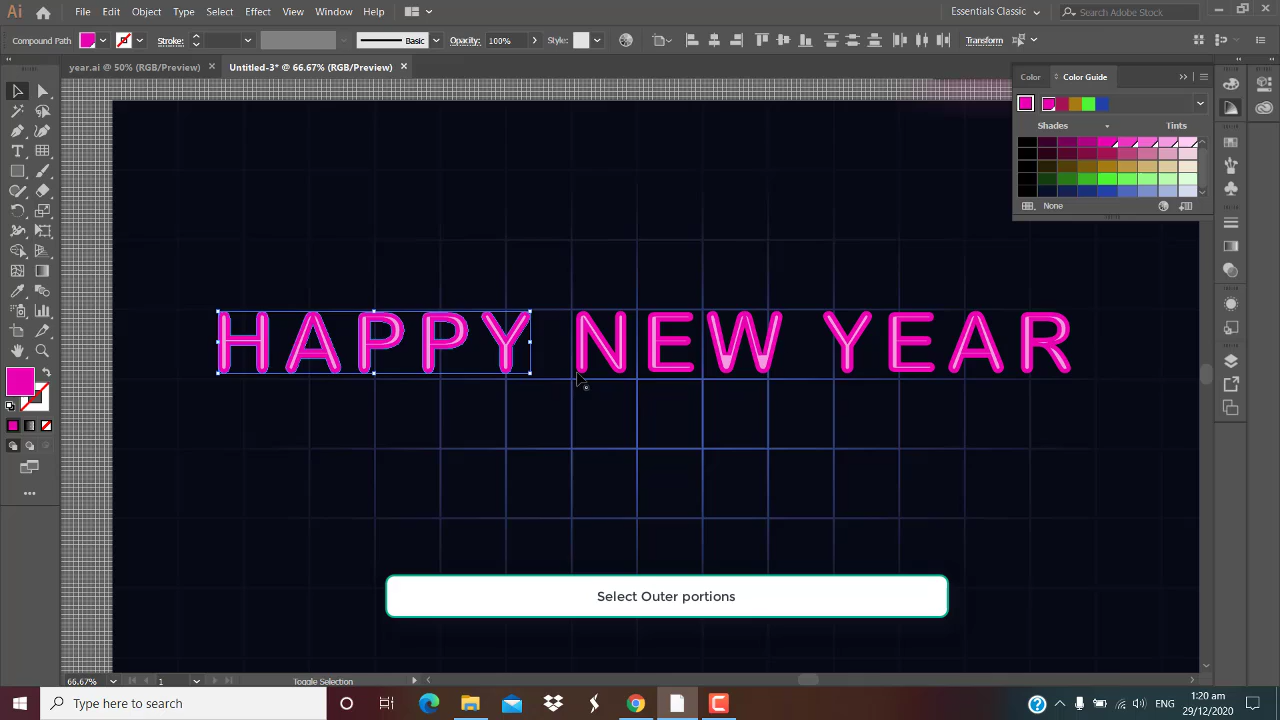 Ai File Edit Object Type Select Effect View Window Help Essentials Classic Search Adobe Stock
Compound Path Stroke: Basic Opacity: 100% Style: Transform
year.ai @ 50% (RGB/Preview) × Untitled-3* @ 66.67% (RGB/Preview) ×
Color Color Guide
Shades Tints
None
HAPPY NEW YEAR
Select Outer portions
66.67% 1 Toggle Selection
Type here to search
1:20 am
29/12/2020